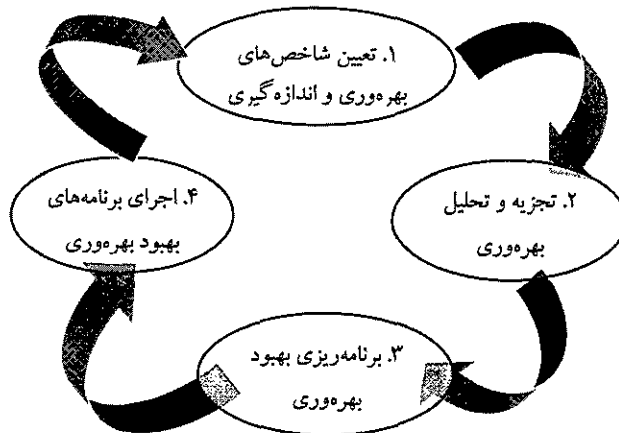 ۱. تعیین شاخص‌های
بهره‌وری و اندازه‌گیری
۲. تجزیه و تحلیل
بهره‌وری
۳. برنامه‌ریزی بهبود
بهره‌وری
۴. اجرای برنامه‌های
بهبود بهره‌وری